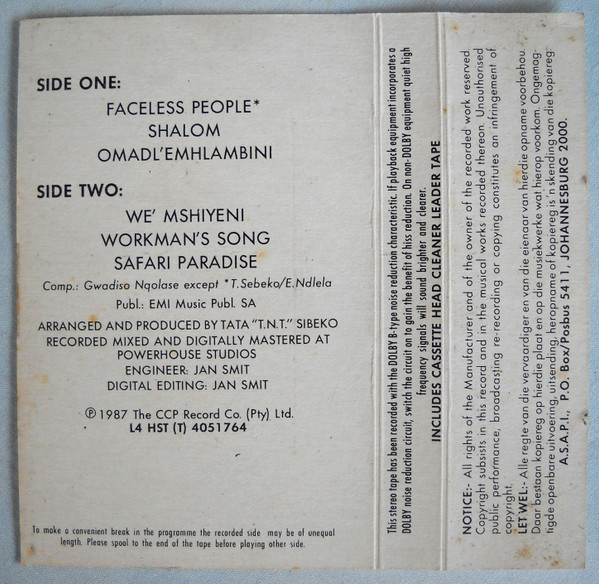 SIDE ONE:
FACELESS PEOPLE*
SHALOM
OMADL'EMHLAMBINI
SIDE TWO:
WE' MSHIYENI
WORKMAN'S SONG
SAFARI PARADISE
Comp.: Gwadiso Nqolase except *T.Sebeko/E.Ndlela
Publ.: EMI Music Publ. SA
ARRANGED AND PRODUCED BY TATA "T.N.T." SIBEKO
RECORDED MIXED AND DIGITALLY MASTERED AT
POWERHOUSE STUDIOS
ENGINEER: JAN SMIT
DIGITAL EDITING: JAN SMIT
℗ 1987 The CCP Record Co. (Pty) Ltd.
L4 HST (T) 4051764
To make a convenient break in the programme the recorded side may be of unequal
length. Please spool to the end of the tape before playing other side.
This stereo tape has been recorded with the DOLBY B-type noise reduction characteristic. If playback equipment incorporates a
DOLBY noise reduction circuit, switch the circuit on to gain the benefit of hiss reduction. On non-DOLBY equipment quiet high
frequency signals will sound brighter and clearer.
INCLUDES CASSETTE HEAD CLEANER LEADER TAPE
NOTICE:- All rights of the Manufacturer and of the owner of the recorded work reserved.
Copyright subsists in this record and in the musical works recorded thereon. Unauthorised
public performance, broadcasting re-recording or copying constitutes an infringement of
copyright.
LET WEL:- Alle regte van die vervaardiger en van die eienaar van hierdie opname voorbehou.
Daar bestaan kopiereg op hierdie plaat en op die musiekwerke wat hierop voorkom. Ongemag-
tigde openbare uitvoering, uitsending, heropname of kopiereg is 'n skending van die kopiereg.
A.S.A.P.I., P.O. Box/Posbus 5411, JOHANNESBURG 2000.